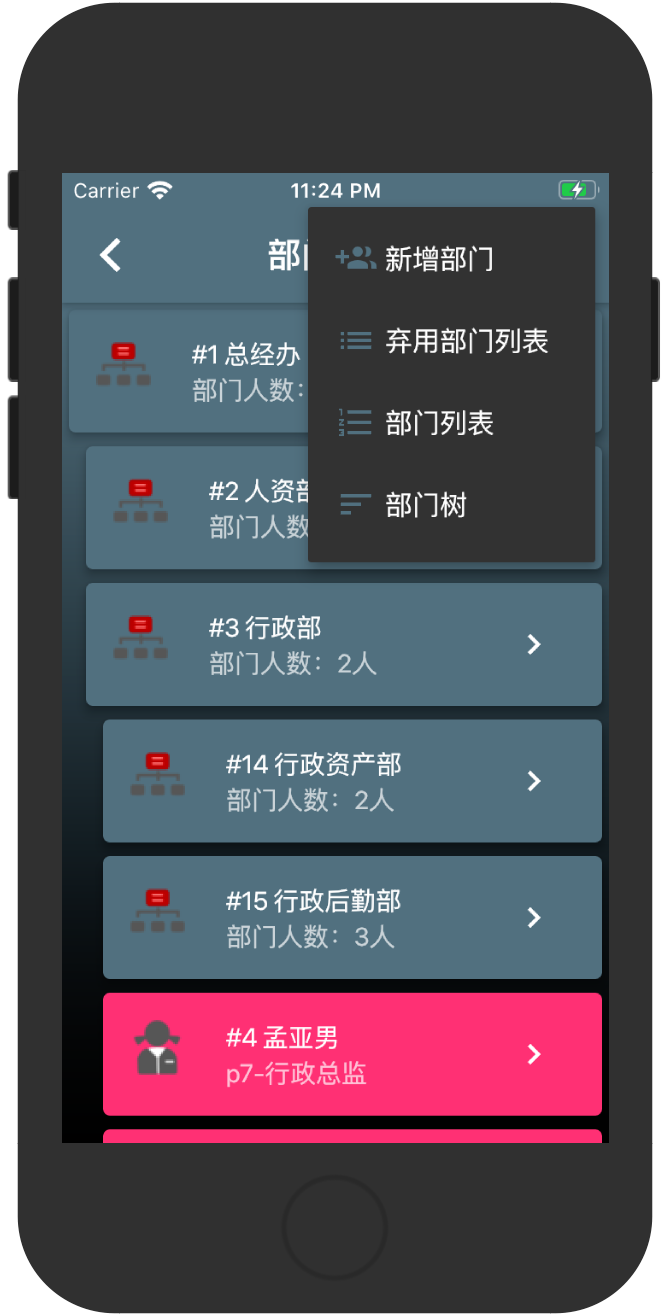 Carrier 11:24 PM
部
新增部门
弃用部门列表
部门列表
部门树
#1 总经办
部门人数：
#2 人资部
部门人数
#3 行政部
部门人数：2人
#14 行政资产部
部门人数：2人
#15 行政后勤部
部门人数：3人
#4 孟亚男
p7-行政总监